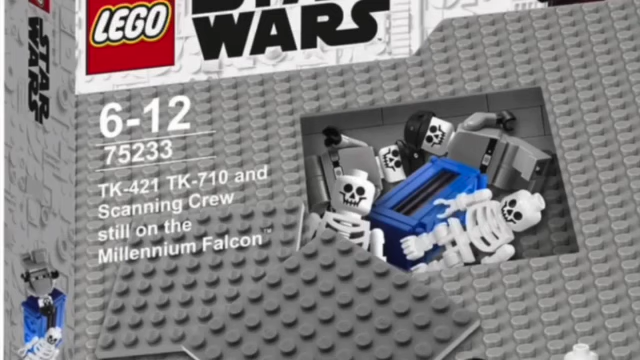 LEGO
STAR
WARS
STAR
WARS
6-12
75233
TK-421 TK-710 and
Scanning Crew
still on the
Millennium Falcon™